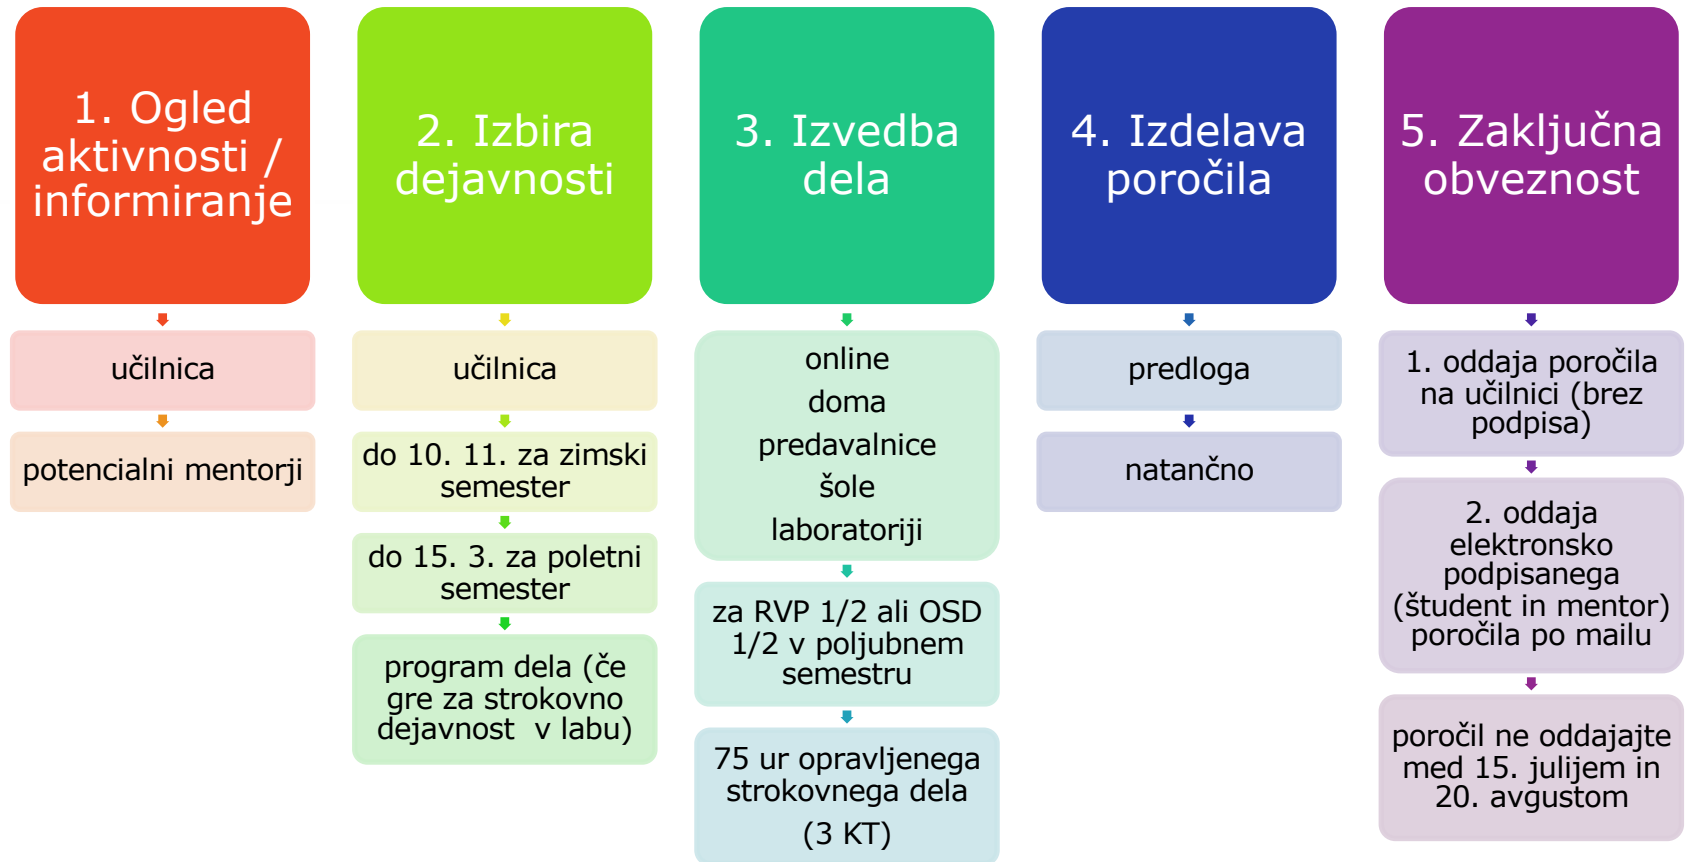 1. Ogled
aktivnosti /
informiranje
učilnica
potencialni mentorji
2. Izbira
dejavnosti
učilnica
do 10. 11. za zimski
semester
do 15. 3. za poletni
semester
program dela (če
gre za strokovno
dejavnost v labu)
3. Izvedba
dela
online
doma
predavalnice
šole
laboratoriji
za RVP 1/2 ali OSD
1/2 v poljubnem
semestru
75 ur opravljenega
strokovnega dela
(3 KT)
4. Izdelava
poročila
predloga
natančno
5. Zaključna
obveznost
1. oddaja poročila
na učilnici (brez
podpisa)
2. oddaja
elektronsko
podpisanega
(študent in mentor)
poročila po mailu
poročil ne oddajajte
med 15. julijem in
20. avgustom